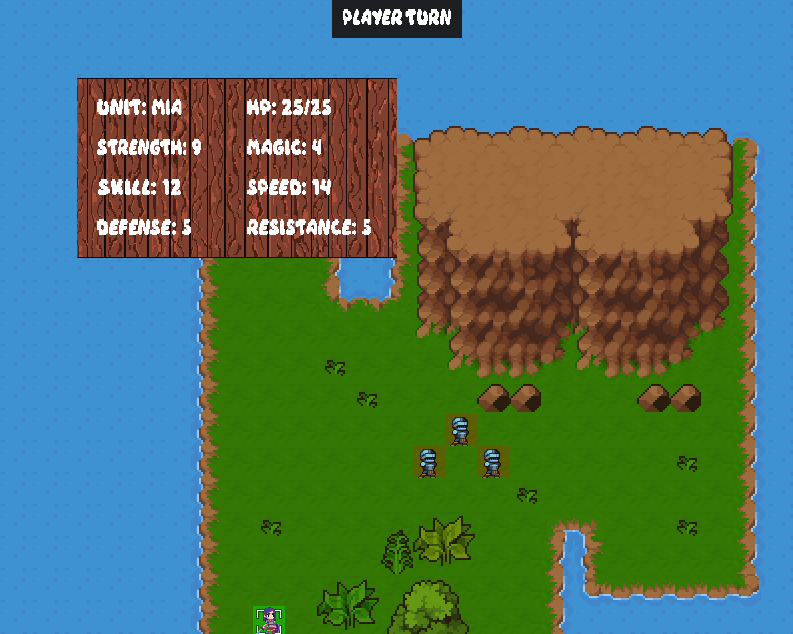 PLAYER TURN
UNIT: MIA HP: 25/25
STRENGTH: 9 MAGIC: 4
SKILL: 12 SPEED: 14
DEFENSE: 5 RESISTANCE: 5